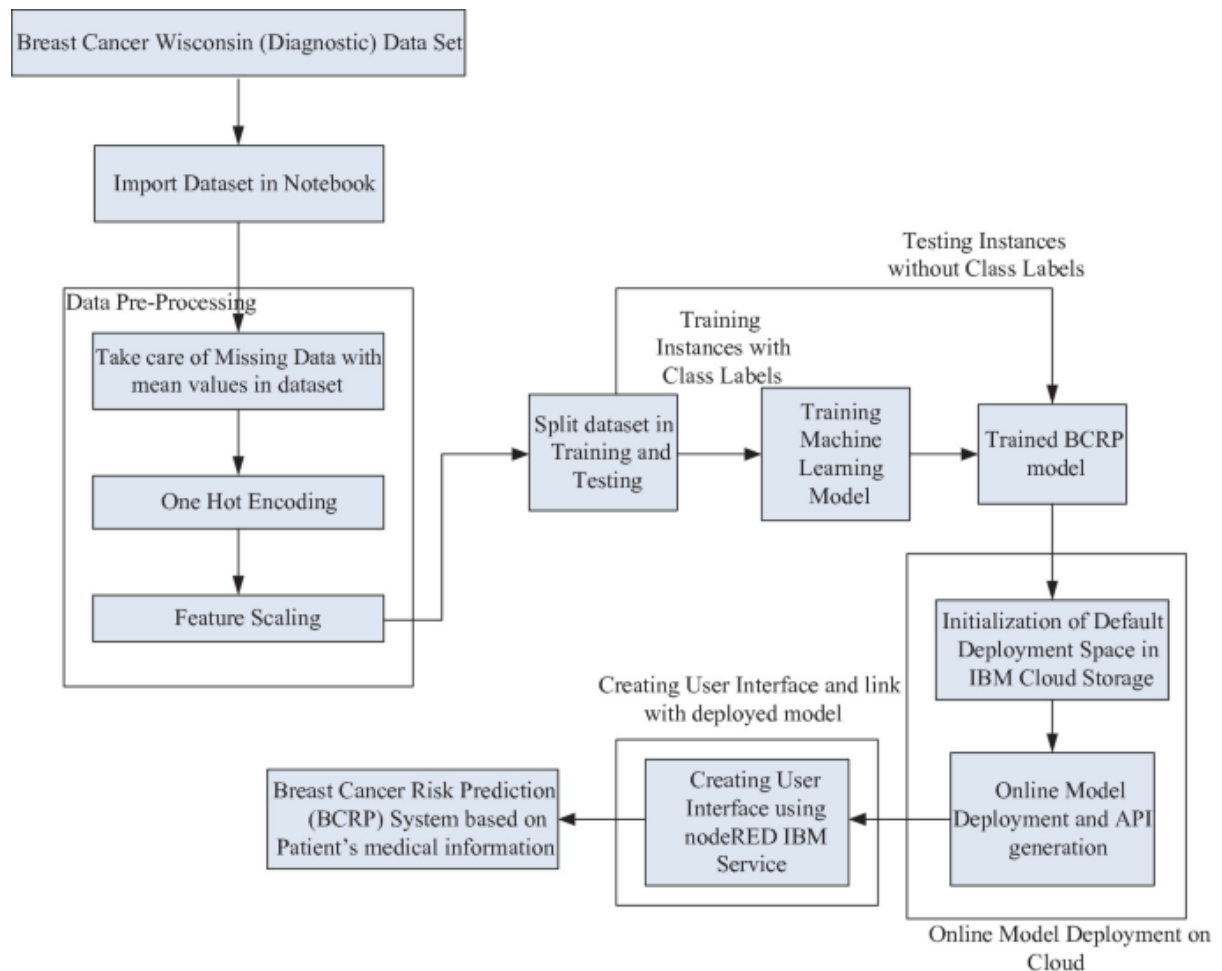 Breast Cancer Wisconsin (Diagnostic) Data Set
Import Dataset in Notebook
Data Pre-Processing
Take care of Missing Data with
mean values in dataset
One Hot Encoding
Feature Scaling
Split dataset in
Training and
Testing
Training
Instances with
Class Labels
Testing Instances
without Class Labels
Training
Machine
Learning
Model
Trained BCRP
model
Initialization of Default
Deployment Space in
IBM Cloud Storage
Online Model
Deployment and API
generation
Online Model Deployment on
Cloud
Creating User Interface and link
with deployed model
Creating User
Interface using
nodeRED IBM
Service
Breast Cancer Risk Prediction
(BCRP) System based on
Patient's medical information